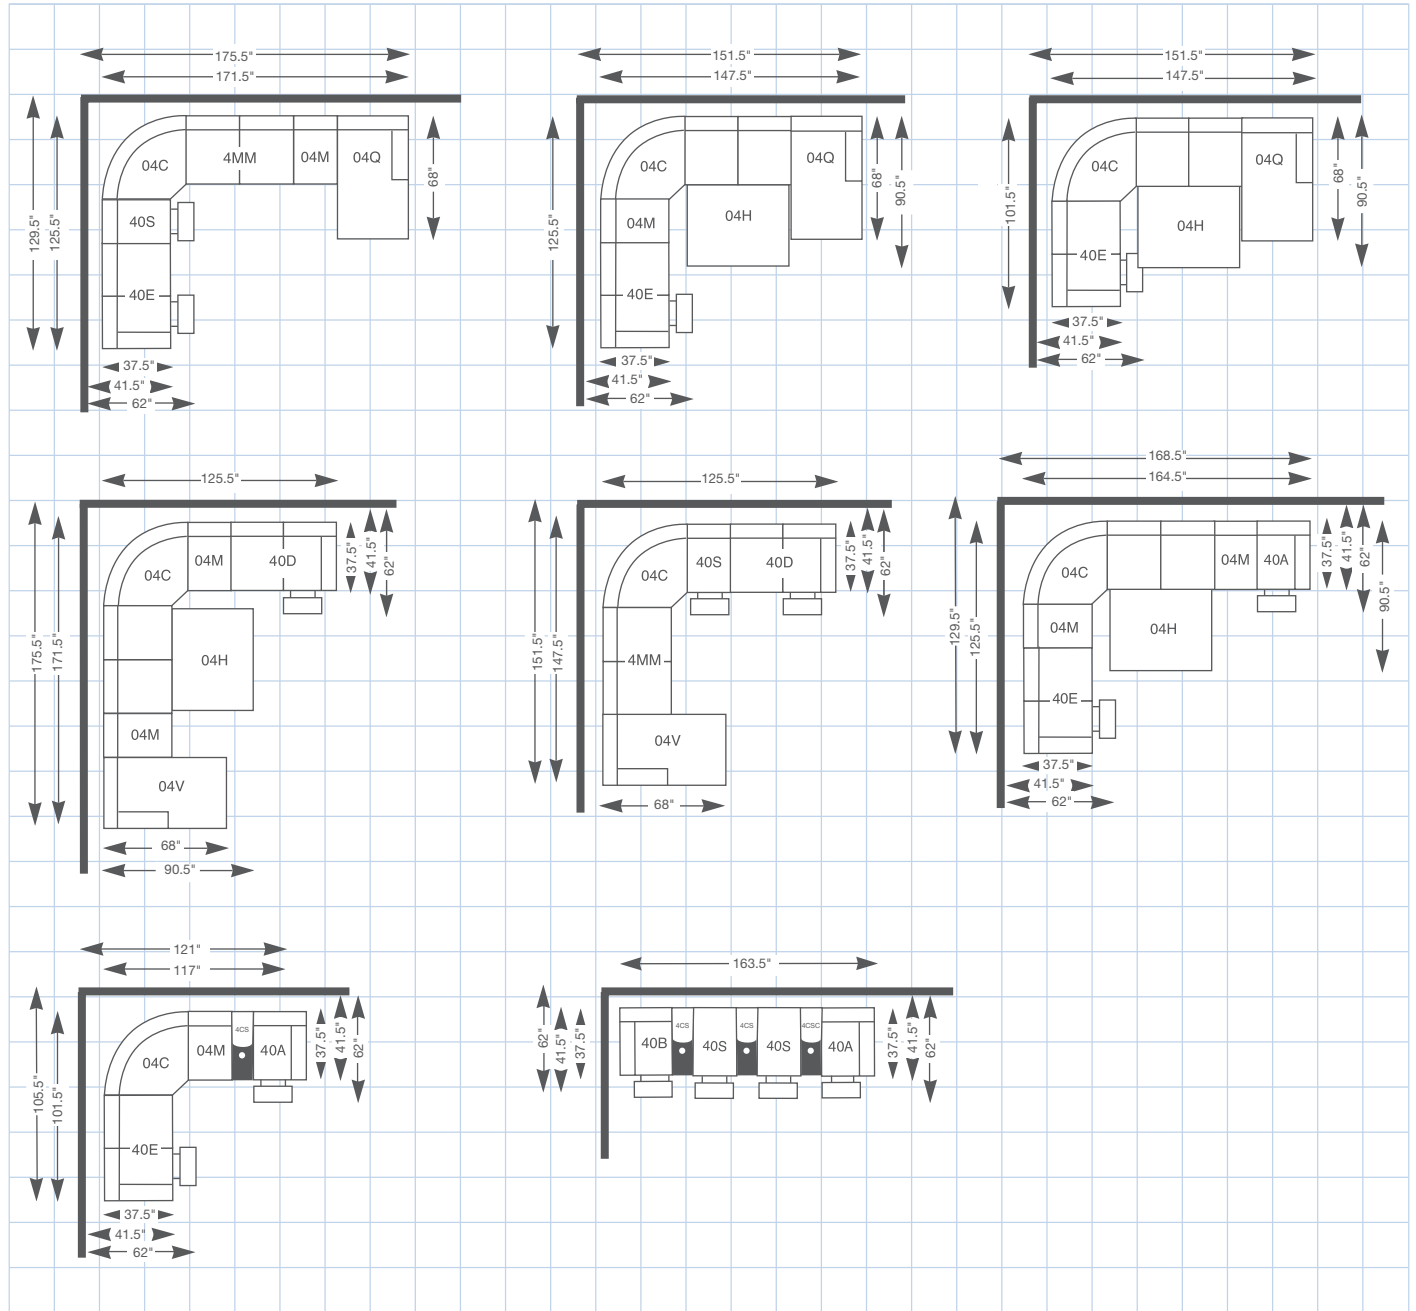 175.5"
171.5"
129.5"
125.5"
04C
4MM
04M
04Q
68"
40S
40E
37.5"
41.5"
62"
151.5"
147.5"
125.5"
04C
04Q
68"
90.5"
04M
04H
40E
37.5"
41.5"
62"
151.5"
147.5"
101.5"
04C
04Q
68"
90.5"
04H
40E
37.5"
41.5"
62"
125.5"
175.5"
171.5"
04C
04M
40D
37.5"
41.5"
62"
04H
04M
04V
68"
90.5"
125.5"
151.5"
147.5"
04C
40S
40D
37.5"
41.5"
62"
4MM
04V
68"
168.5"
164.5"
129.5"
125.5"
04C
04M
40A
37.5"
41.5"
62"
90.5"
04M
04H
40E
37.5"
41.5"
62"
121"
117"
105.5"
101.5"
04C
04M
4CS
40A
37.5"
41.5"
62"
40E
37.5"
41.5"
62"
163.5"
62"
41.5"
37.5"
40B
4CS
40S
4CS
40S
4CSC
40A
37.5"
41.5"
62"